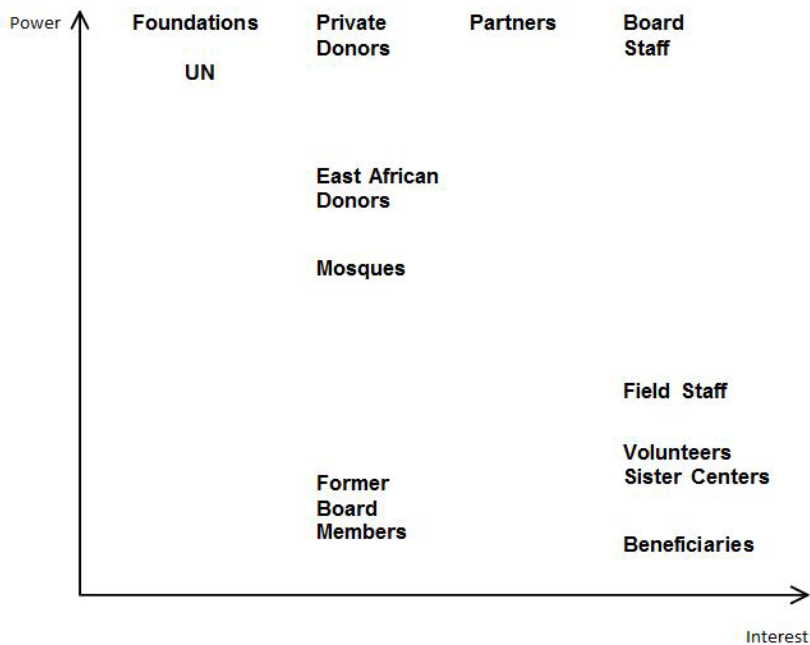 Power
Foundations
Private
Donors
Partners
Board
Staff
UN
East African
Donors
Mosques
Field Staff
Volunteers
Sister Centers
Former
Board
Members
Beneficiaries
Interest